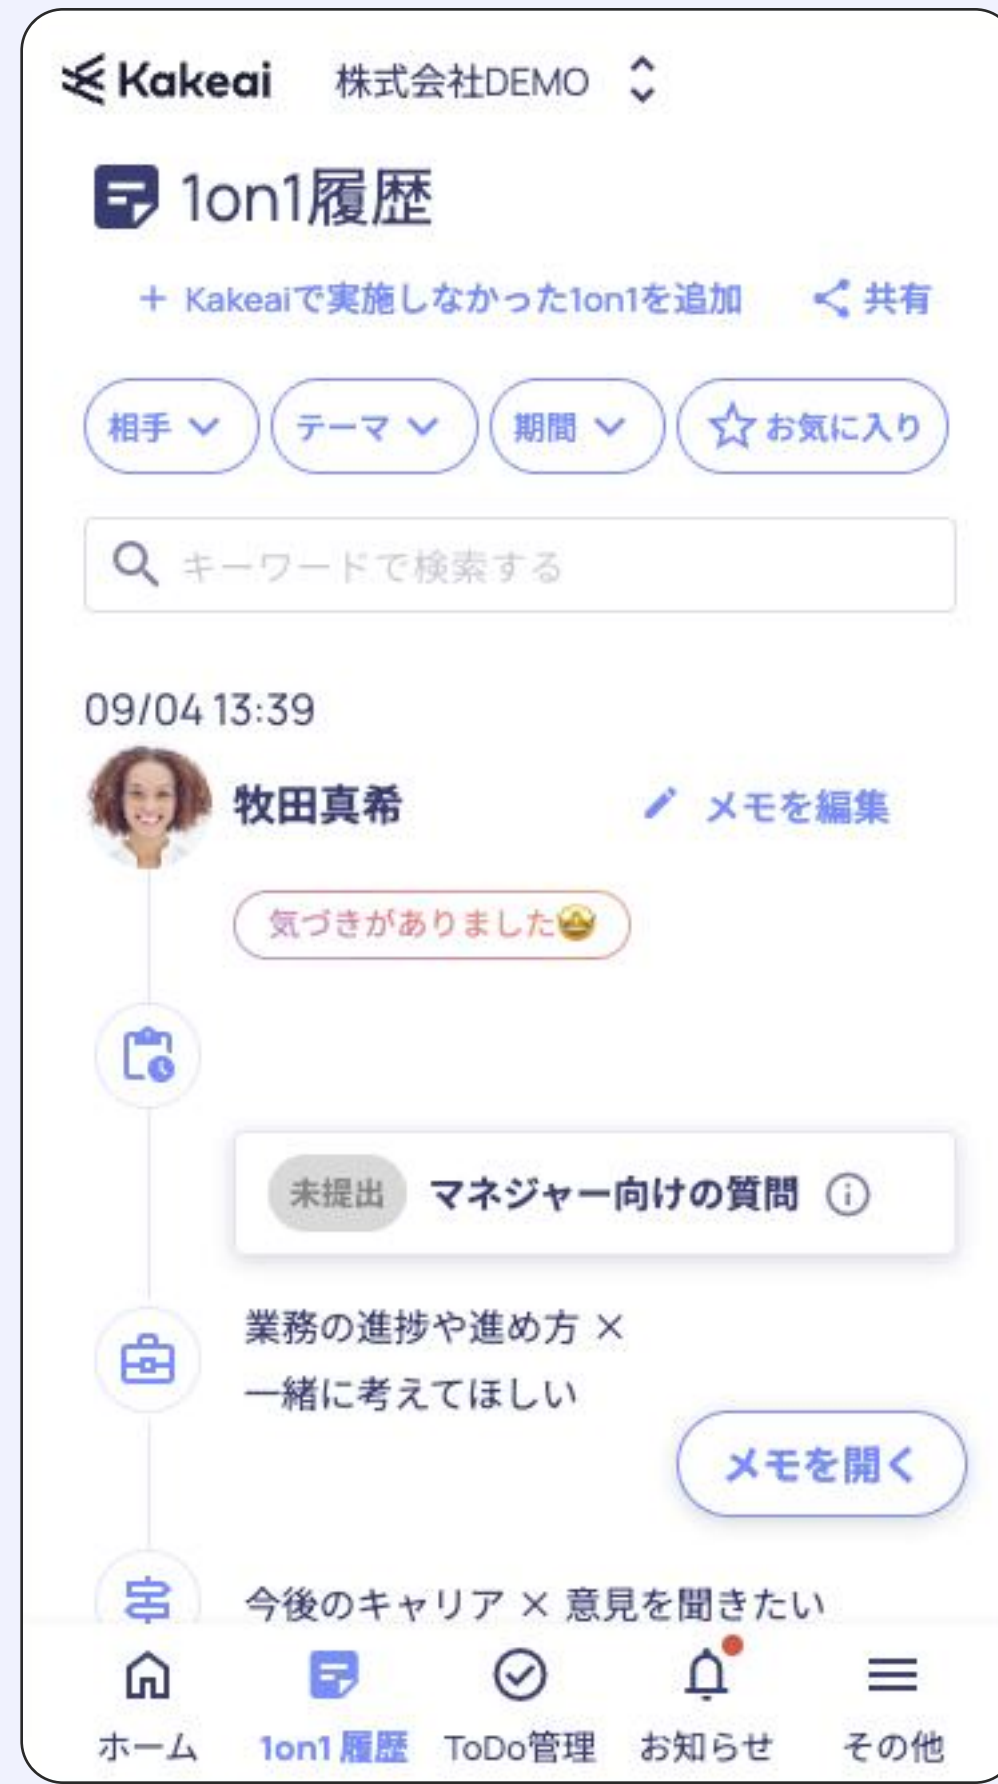 Kakeai 株式会社DEMO
1on1履歴
+ Kakeaiで実施しなかった1on1を追加 共有
相手 テーマ 期間 お気に入り
キーワードで検索する
09/04 13:39
牧田真希 メモを編集
気づきがありました🤩
未提出 マネジャー向けの質問
業務の進捗や進め方 ×
一緒に考えてほしい
メモを開く
今後のキャリア × 意見を聞きたい
ホーム 1on1 履歴 ToDo管理 お知らせ その他